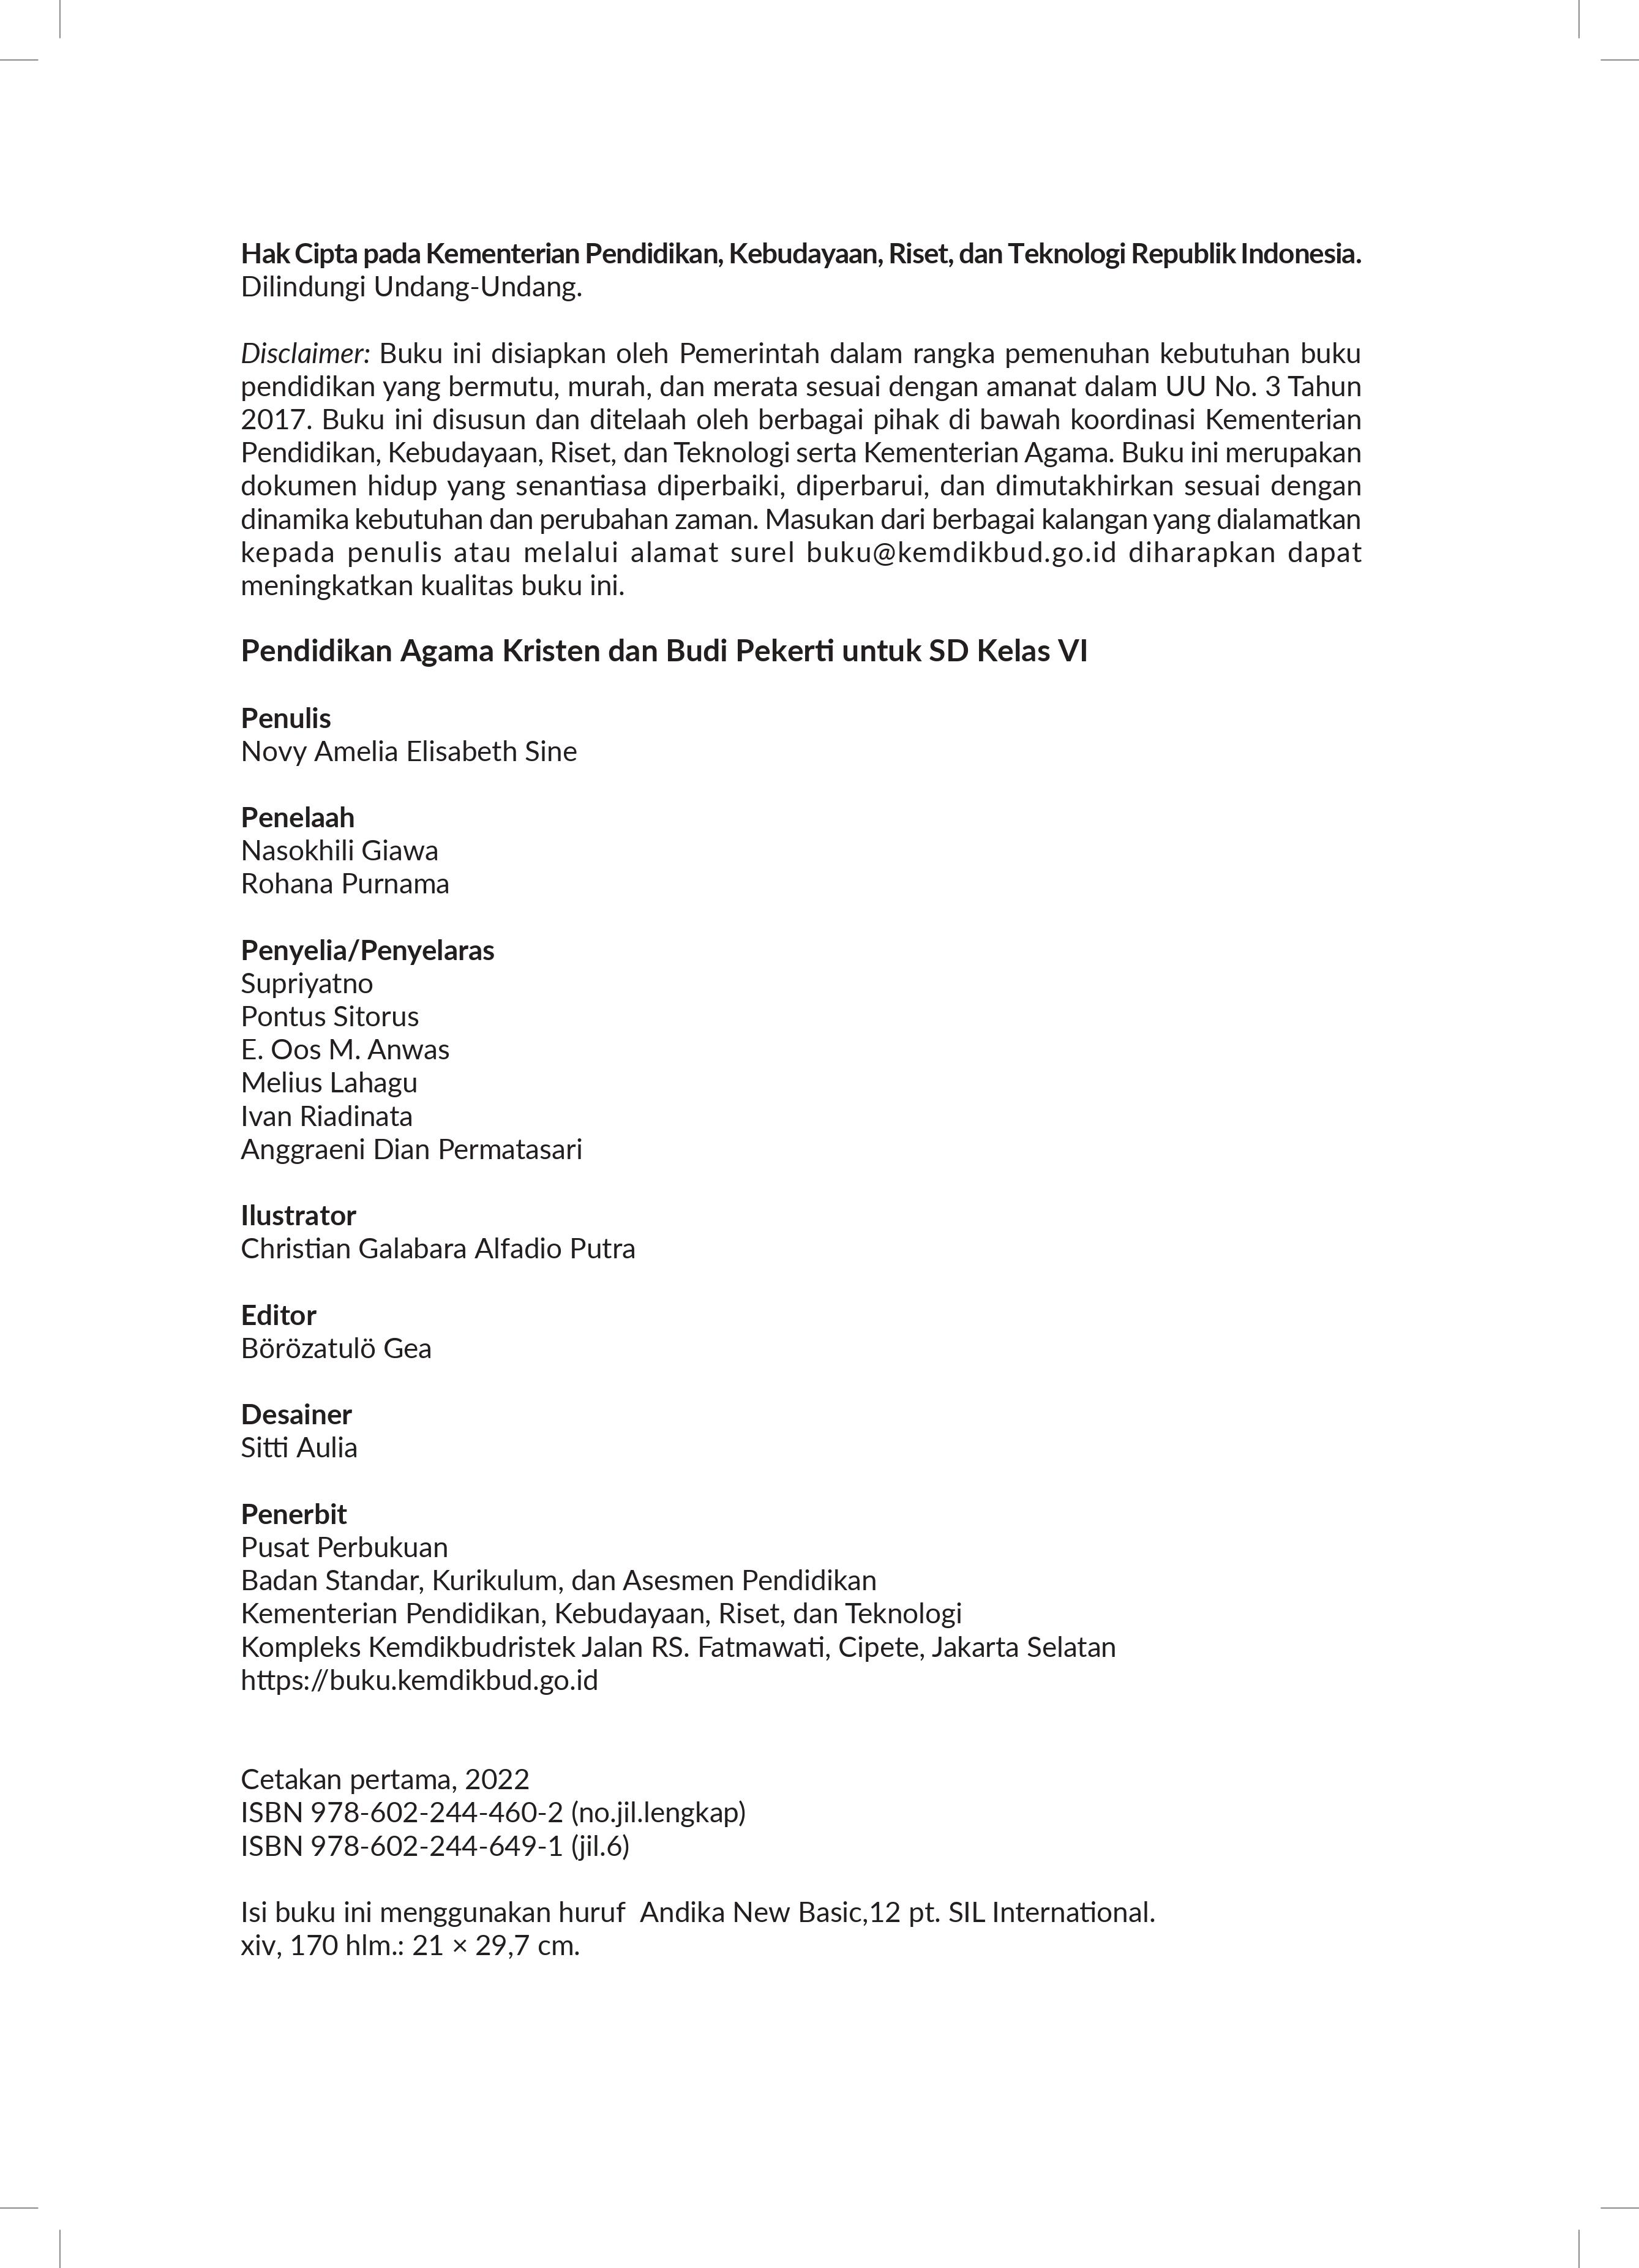 Hak Cipta pada Kementerian Pendidikan, Kebudayaan, Riset, dan Teknologi Republik Indonesia.
Dilindungi Undang-Undang.
Disclaimer: Buku ini disiapkan oleh Pemerintah dalam rangka pemenuhan kebutuhan buku
pendidikan yang bermutu, murah, dan merata sesuai dengan amanat dalam UU No. 3 Tahun
2017. Buku ini disusun dan ditelaah oleh berbagai pihak di bawah koordinasi Kementerian
Pendidikan, Kebudayaan, Riset, dan Teknologi serta Kementerian Agama. Buku ini merupakan
dokumen hidup yang senantiasa diperbaiki, diperbarui, dan dimutakhirkan sesuai dengan
dinamika kebutuhan dan perubahan zaman. Masukan dari berbagai kalangan yang dialamatkan
kepada penulis atau melalui alamat surel buku@kemdikbud.go.id diharapkan dapat
meningkatkan kualitas buku ini.
Pendidikan Agama Kristen dan Budi Pekerti untuk SD Kelas VI
Penulis
Novy Amelia Elisabeth Sine
Penelaah
Nasokhili Giawa
Rohana Purnama
Penyelia/Penyelaras
Supriyatno
Pontus Sitorus
E. Oos M. Anwas
Melius Lahagu
Ivan Riadinata
Anggraeni Dian Permatasari
Ilustrator
Christian Galabara Alfadio Putra
Editor
Börözatulö Gea
Desainer
Sitti Aulia
Penerbit
Pusat Perbukuan
Badan Standar, Kurikulum, dan Asesmen Pendidikan
Kementerian Pendidikan, Kebudayaan, Riset, dan Teknologi
Kompleks Kemdikbudristek Jalan RS. Fatmawati, Cipete, Jakarta Selatan
https://buku.kemdikbud.go.id
Cetakan pertama, 2022
ISBN 978-602-244-460-2 (no.jil.lengkap)
ISBN 978-602-244-649-1 (jil.6)
Isi buku ini menggunakan huruf  Andika New Basic,12 pt. SIL International.
xiv, 170 hlm.: 21 × 29,7 cm.